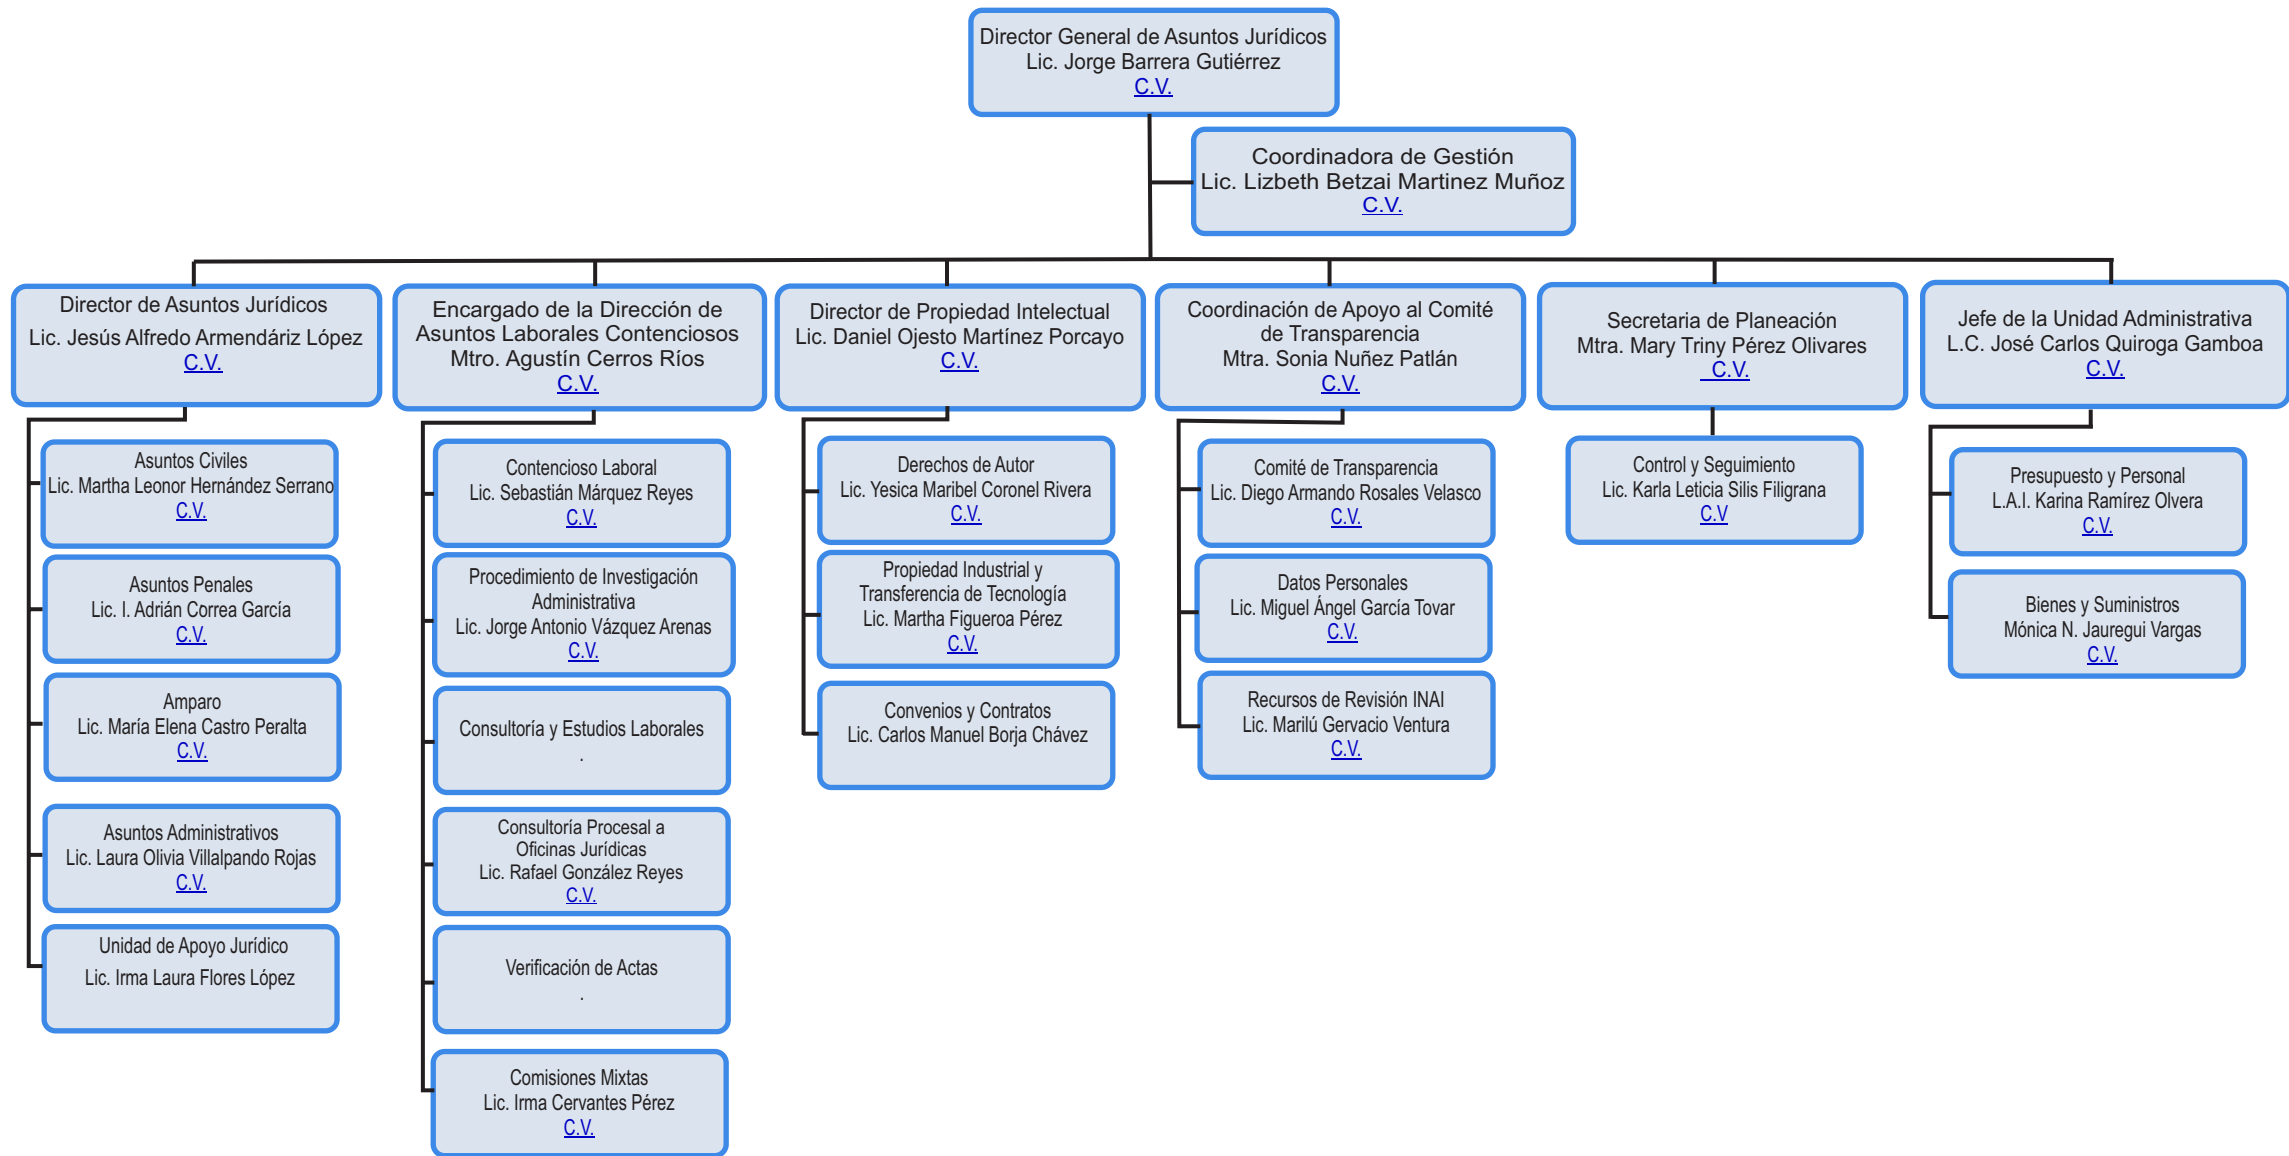 Director General de Asuntos Jurídicos
Lic. Jorge Barrera Gutiérrez
C.V.
Coordinadora de Gestión
Lic. Lizbeth Betzai Martinez Muñoz
C.V.
Director de Asuntos Jurídicos
Lic. Jesús Alfredo Armendáriz López
C.V.
Encargado de la Dirección de
Asuntos Laborales Contenciosos
Mtro. Agustín Cerros Ríos
C.V.
Director de Propiedad Intelectual
Lic. Daniel Ojesto Martínez Porcayo
C.V.
Coordinación de Apoyo al Comité
de Transparencia
Mtra. Sonia Nuñez Patlán
C.V.
Secretaria de Planeación
Mtra. Mary Triny Pérez Olivares
C.V.
Jefe de la Unidad Administrativa
L.C. José Carlos Quiroga Gamboa
C.V.
Asuntos Civiles
Lic. Martha Leonor Hernández Serrano
C.V.
Asuntos Penales
Lic. I. Adrián Correa García
C.V.
Amparo
Lic. María Elena Castro Peralta
C.V.
Asuntos Administrativos
Lic. Laura Olivia Villalpando Rojas
C.V.
Unidad de Apoyo Jurídico
Lic. Irma Laura Flores López
Contencioso Laboral
Lic. Sebastián Márquez Reyes
C.V.
Procedimiento de Investigación
Administrativa
Lic. Jorge Antonio Vázquez Arenas
C.V.
Consultoría y Estudios Laborales
.
Consultoría Procesal a
Oficinas Jurídicas
Lic. Rafael González Reyes
C.V.
Verificación de Actas
.
Comisiones Mixtas
Lic. Irma Cervantes Pérez
C.V.
Derechos de Autor
Lic. Yesica Maribel Coronel Rivera
C.V.
Propiedad Industrial y
Transferencia de Tecnología
Lic. Martha Figueroa Pérez
C.V.
Convenios y Contratos
Lic. Carlos Manuel Borja Chávez
Comité de Transparencia
Lic. Diego Armando Rosales Velasco
C.V.
Datos Personales
Lic. Miguel Ángel García Tovar
C.V.
Recursos de Revisión INAI
Lic. Marilú Gervacio Ventura
C.V.
Control y Seguimiento
Lic. Karla Leticia Silis Filigrana
C.V
Presupuesto y Personal
L.A.I. Karina Ramírez Olvera
C.V.
Bienes y Suministros
Mónica N. Jauregui Vargas
C.V.